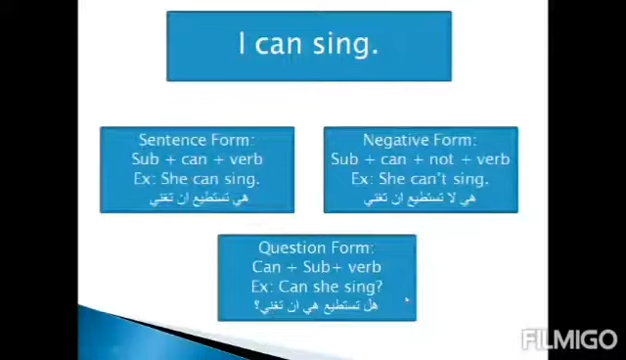 I can sing.
Sentence Form:
Sub + can + verb
Ex: She can sing.
هي تستطيع ان تغني
Negative Form:
Sub + can + not + verb
Ex: She can't sing.
هي لا تستطيع ان تغني
Question Form:
Can + Sub+ verb
Ex: Can she sing?
هل تستطيع هي ان تغني؟
FILMIGO